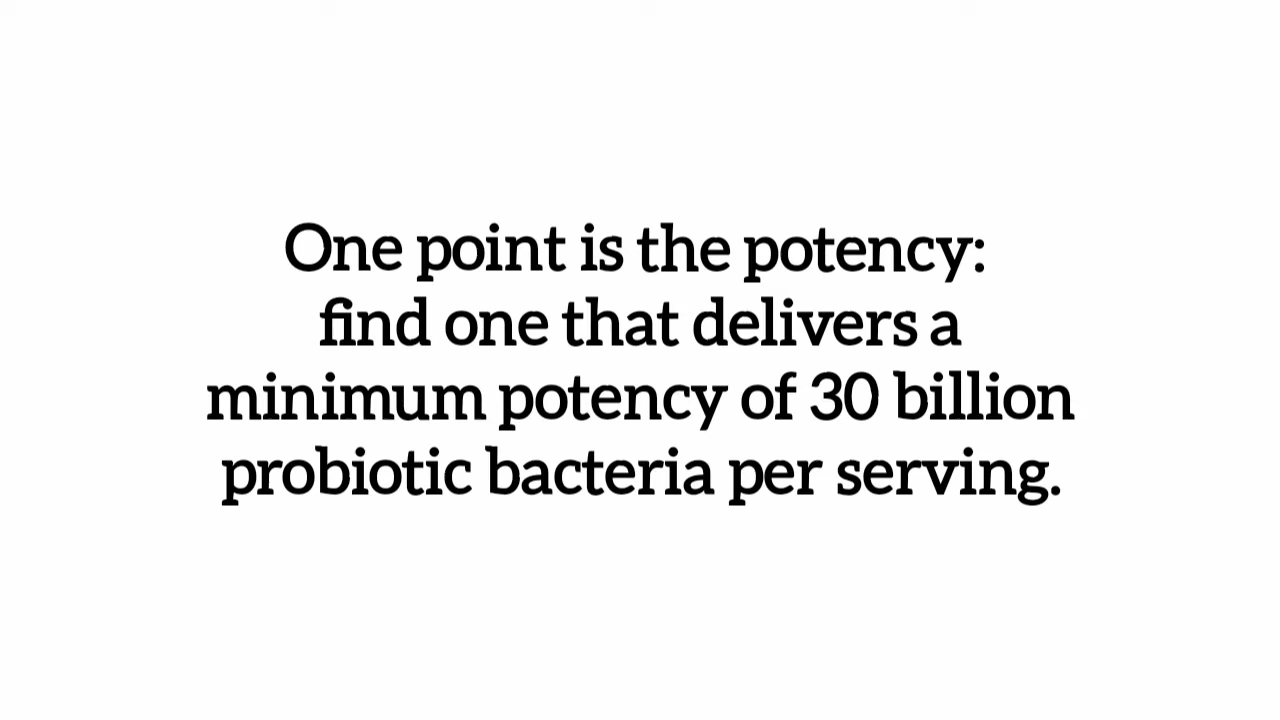 One point is the potency:
find one that delivers a
minimum potency of 30 billion
probiotic bacteria per serving.